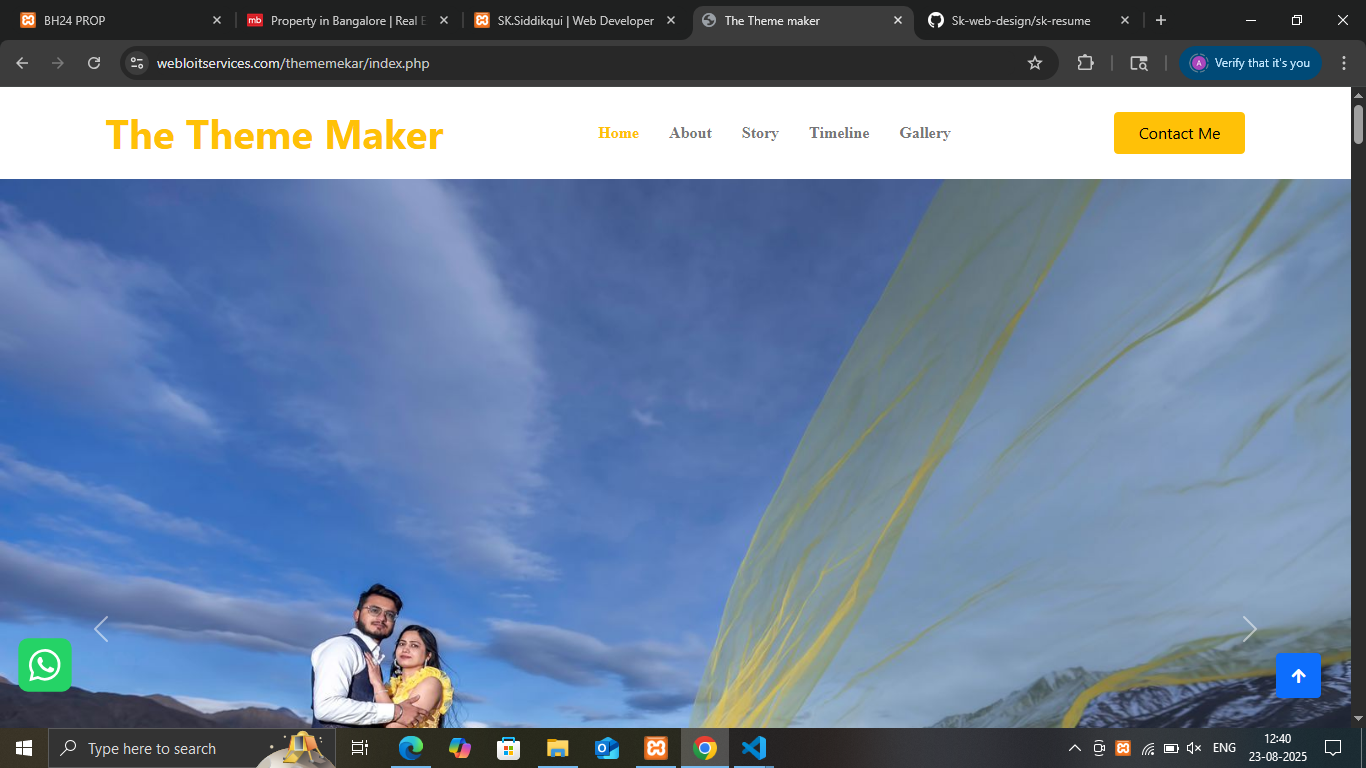 BH24 PROP
mb
Property in Bangalore | Real E
SK.Siddikqui | Web Developer
The Theme maker
Sk-web-design/sk-resume
webloitservices.com/thememekar/index.php
A
Verify that it's you
The Theme Maker
Home
About
Story
Timeline
Gallery
Contact Me
Type here to search
ENG
12:40
23-08-2025